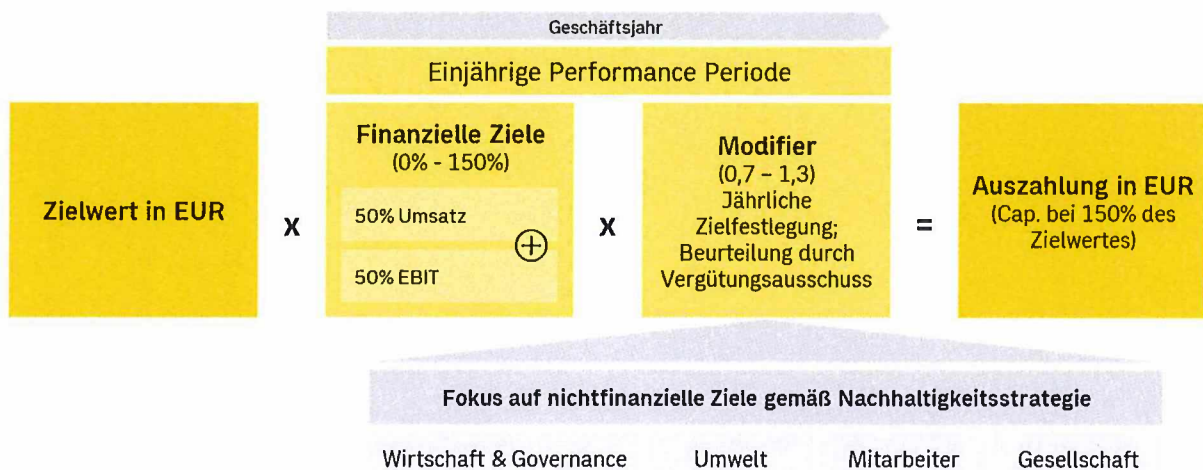 Geschäftsjahr
Einjährige Performance Periode
Zielwert in EUR
x
Finanzielle Ziele
(0% - 150%)
50% Umsatz
+
50% EBIT
x
Modifier
(0,7 – 1,3)
Jährliche
Zielfestlegung;
Beurteilung durch
Vergütungsausschuss
=
Auszahlung in EUR
(Cap. bei 150% des
Zielwertes)
Fokus auf nichtfinanzielle Ziele gemäß Nachhaltigkeitsstrategie
Wirtschaft & Governance Umwelt Mitarbeiter Gesellschaft